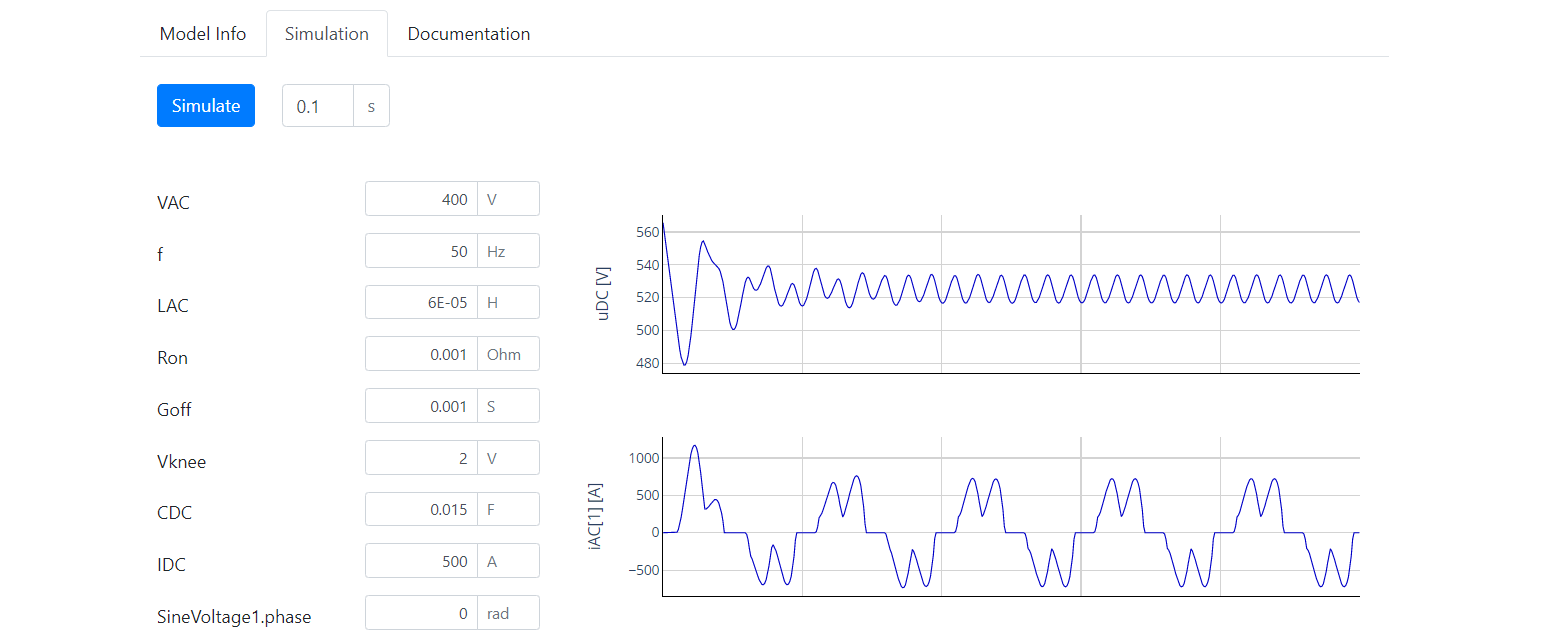 Model Info Simulation Documentation
Simulate 0.1 s
VAC 400 V
f 50 Hz
LAC 6E-05 H
Ron 0.001 Ohm
Goff 0.001 S
Vknee 2 V
CDC 0.015 F
IDC 500 A
SineVoltage1.phase 0 rad
uDC [V]
560
540
520
500
480
iAC[1] [A]
1000
500
0
−500